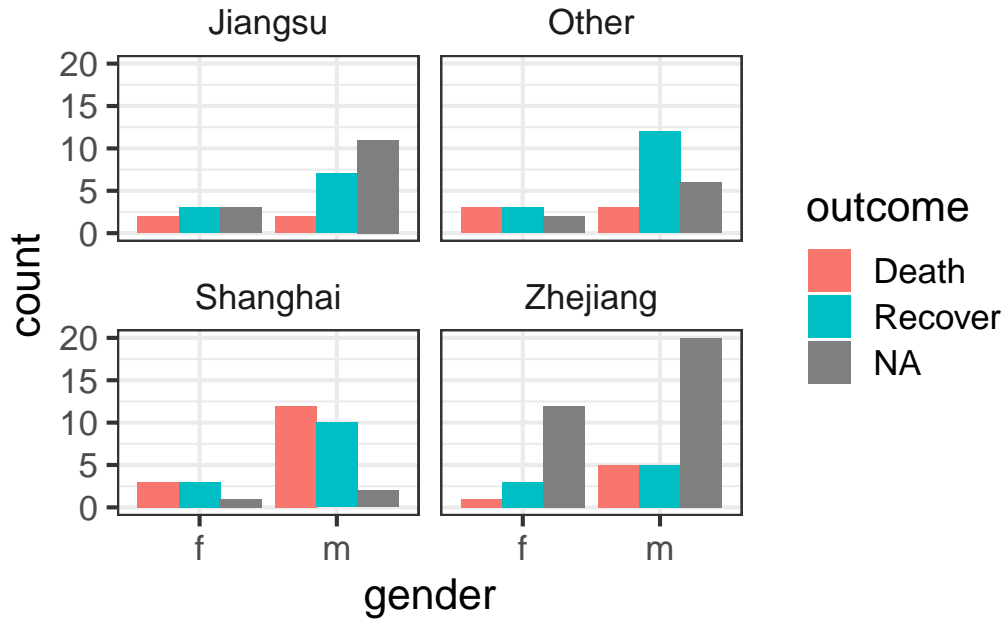 Jiangsu
Other
20
15
10
5
0
count
Shanghai
Zhejiang
20
15
10
5
0
f
m
f
m
gender
outcome
Death
Recover
NA